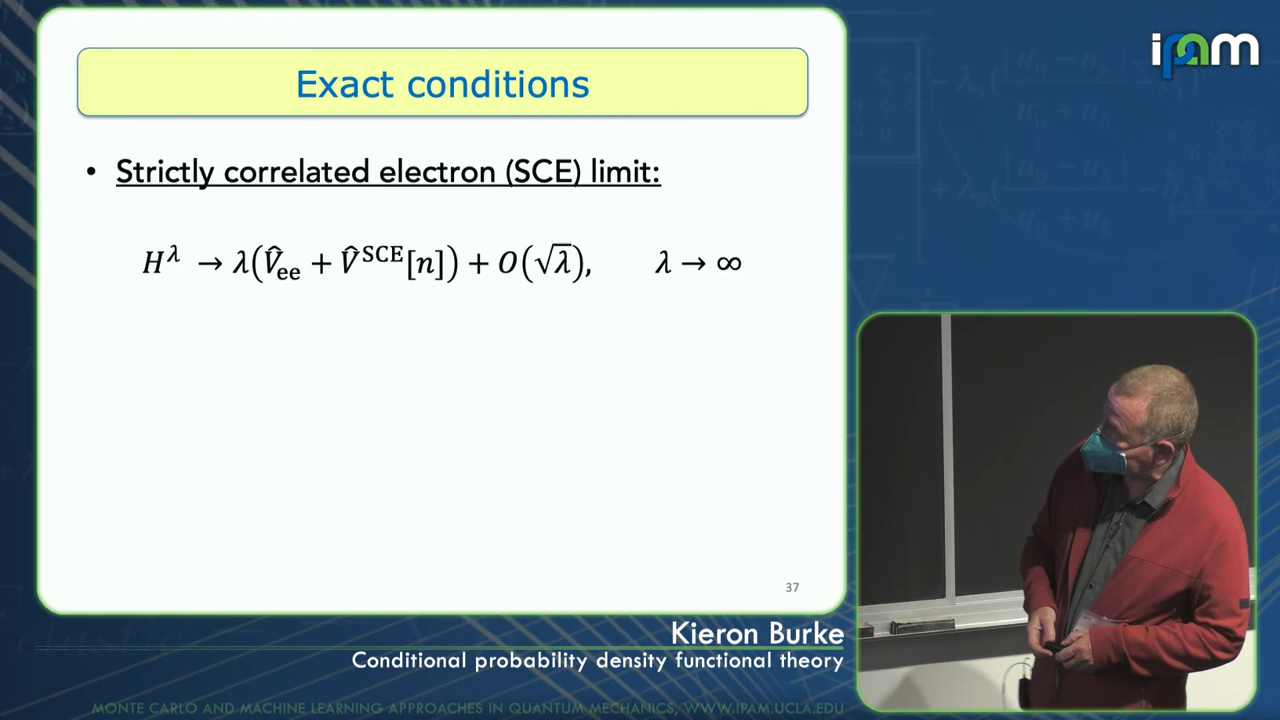 ipam
Exact conditions
• Strictly correlated electron (SCE) limit:
H^λ → λ(V̂_ee + V̂^SCE[n]) + O(√λ), λ → ∞
37
Kieron Burke
Conditional probability density functional theory
MONTE CARLO AND MACHINE LEARNING APPROACHES IN QUANTUM MECHANICS, WWW.IPAM.UCLA.EDU